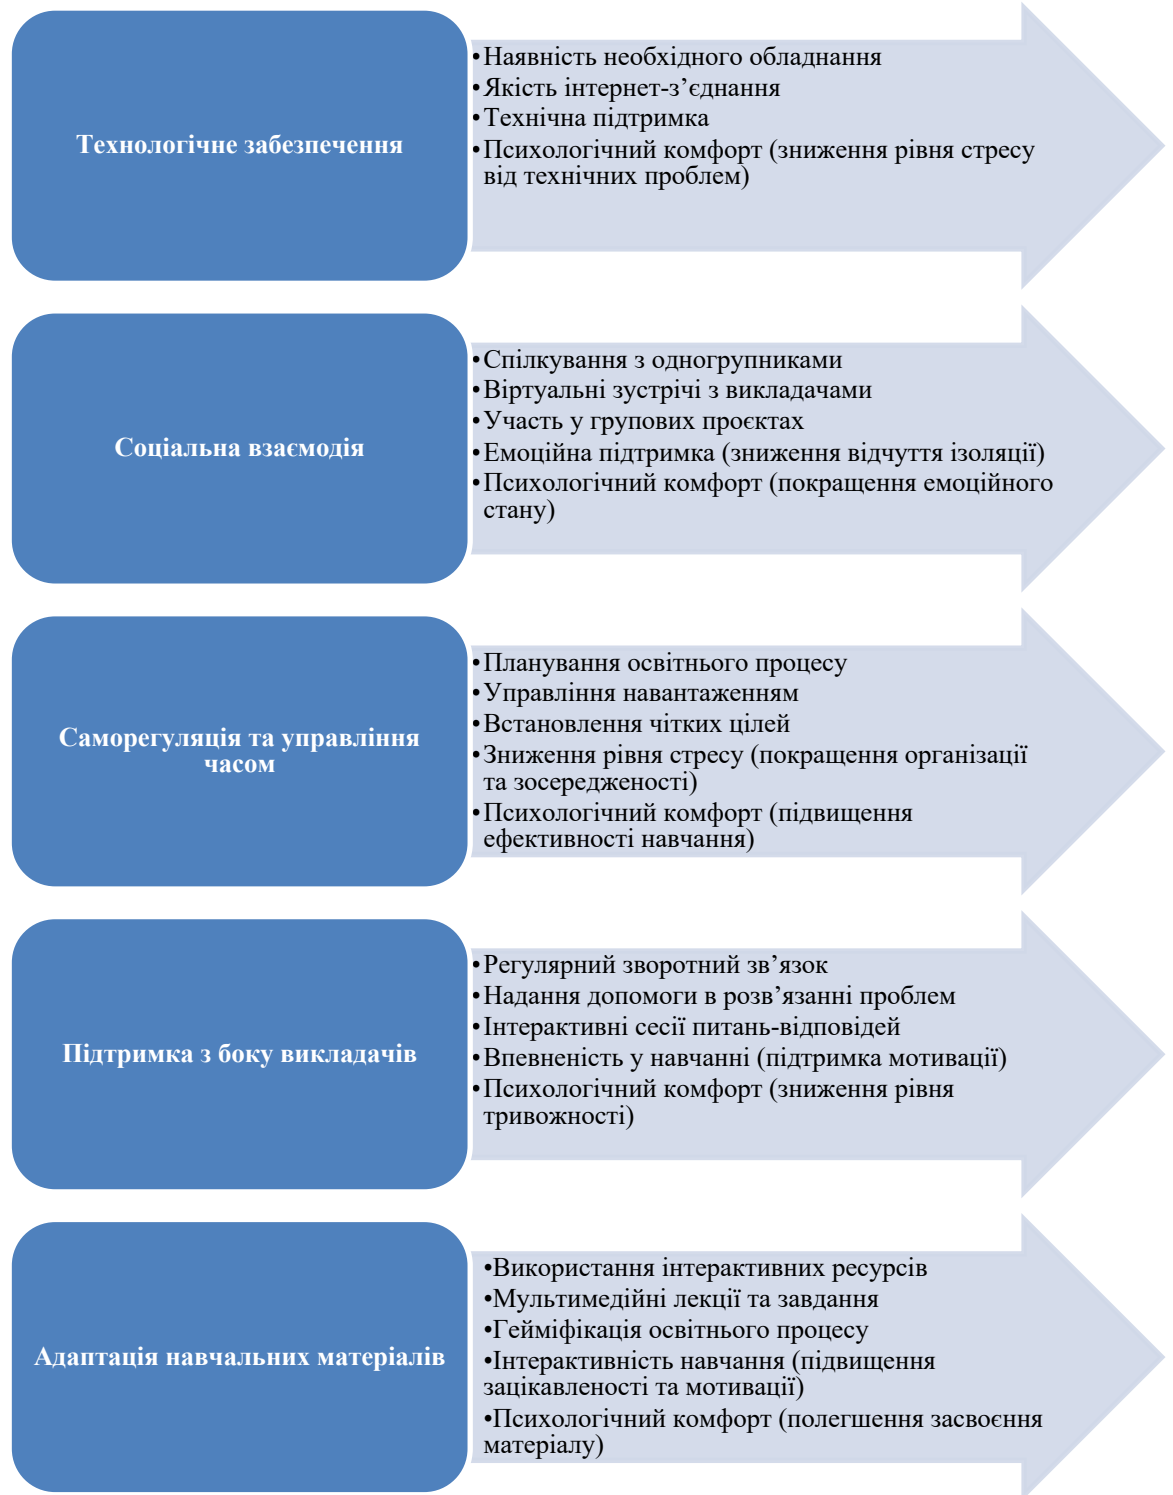 Технологічне забезпечення
•Наявність необхідного обладнання
•Якість інтернет-з’єднання
•Технічна підтримка
•Психологічний комфорт (зниження рівня стресу
від технічних проблем)
Соціальна взаємодія
•Спілкування з одногрупниками
•Віртуальні зустрічі з викладачами
•Участь у групових проєктах
•Емоційна підтримка (зниження відчуття ізоляції)
•Психологічний комфорт (покращення емоційного
стану)
Саморегуляція та управління
часом
•Планування освітнього процесу
•Управління навантаженням
•Встановлення чітких цілей
•Зниження рівня стресу (покращення організації
та зосередженості)
•Психологічний комфорт (підвищення
ефективності навчання)
Підтримка з боку викладачів
•Регулярний зворотний зв’язок
•Надання допомоги в розв’язанні проблем
•Інтерактивні сесії питань-відповідей
•Впевненість у навчанні (підтримка мотивації)
•Психологічний комфорт (зниження рівня
тривожності)
Адаптація навчальних матеріалів
•Використання інтерактивних ресурсів
•Мультимедійні лекції та завдання
•Гейміфікація освітнього процесу
•Інтерактивність навчання (підвищення
зацікавленості та мотивації)
•Психологічний комфорт (полегшення засвоєння
матеріалу)